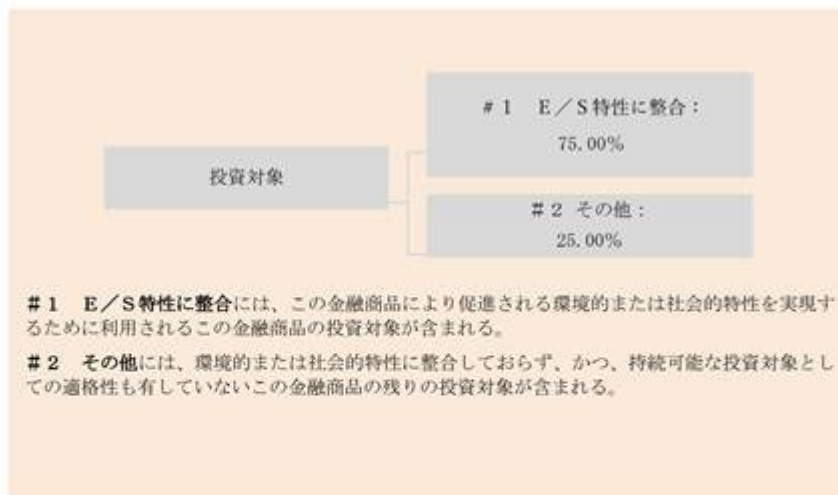 ＃１　Ｅ／Ｓ特性に整合：
75.00％
投資対象
＃２ その他：
25.00％
＃１　Ｅ／Ｓ特性に整合には、この金融商品により促進される環境的または社会的特性を実現す
るために利用されるこの金融商品の投資対象が含まれる。
＃２　その他には、環境的または社会的特性に整合しておらず、かつ、持続可能な投資対象とし
ての適格性も有していないこの金融商品の残りの投資対象が含まれる。